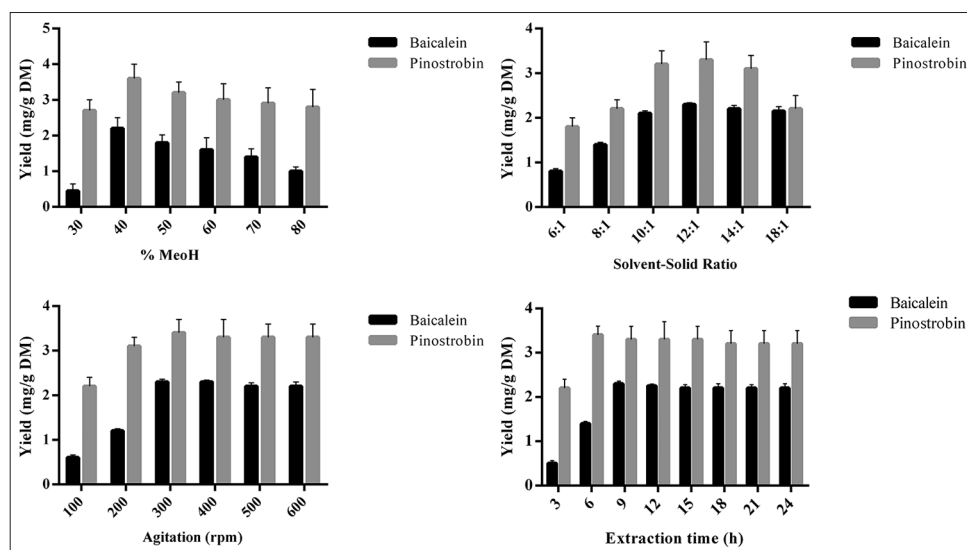 Yield (mg/g DM)
5
4
3
2
1
0
30
40
50
60
70
80
% MeoH
Baicalein
Pinostrobin
Yield (mg/g DM)
4
3
2
1
0
6:1
8:1
10:1
12:1
14:1
18:1
Solvent-Solid Ratio
Baicalein
Pinostrobin
Yield (mg/g DM)
4
3
2
1
0
100
200
300
400
500
600
Agitation (rpm)
Baicalein
Pinostrobin
Yield (mg/g DM)
4
3
2
1
0
3
6
9
12
15
18
21
24
Extraction time (h)
Baicalein
Pinostrobin